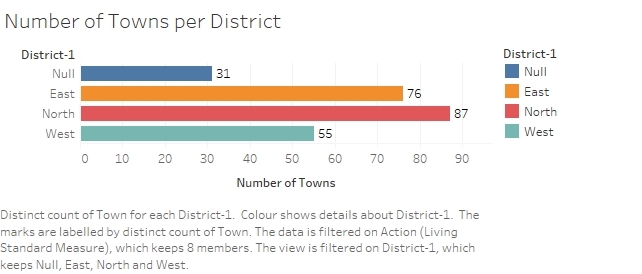 Number of Towns per District
District-1
Null 31
East 76
North 87
West 55
0 10 20 30 40 50 60 70 80 90
Number of Towns
District-1
Null
East
North
West
Distinct count of Town for each District-1. Colour shows details about District-1. The
marks are labelled by distinct count of Town. The data is filtered on Action (Living
Standard Measure), which keeps 8 members. The view is filtered on District-1, which
keeps Null, East, North and West.